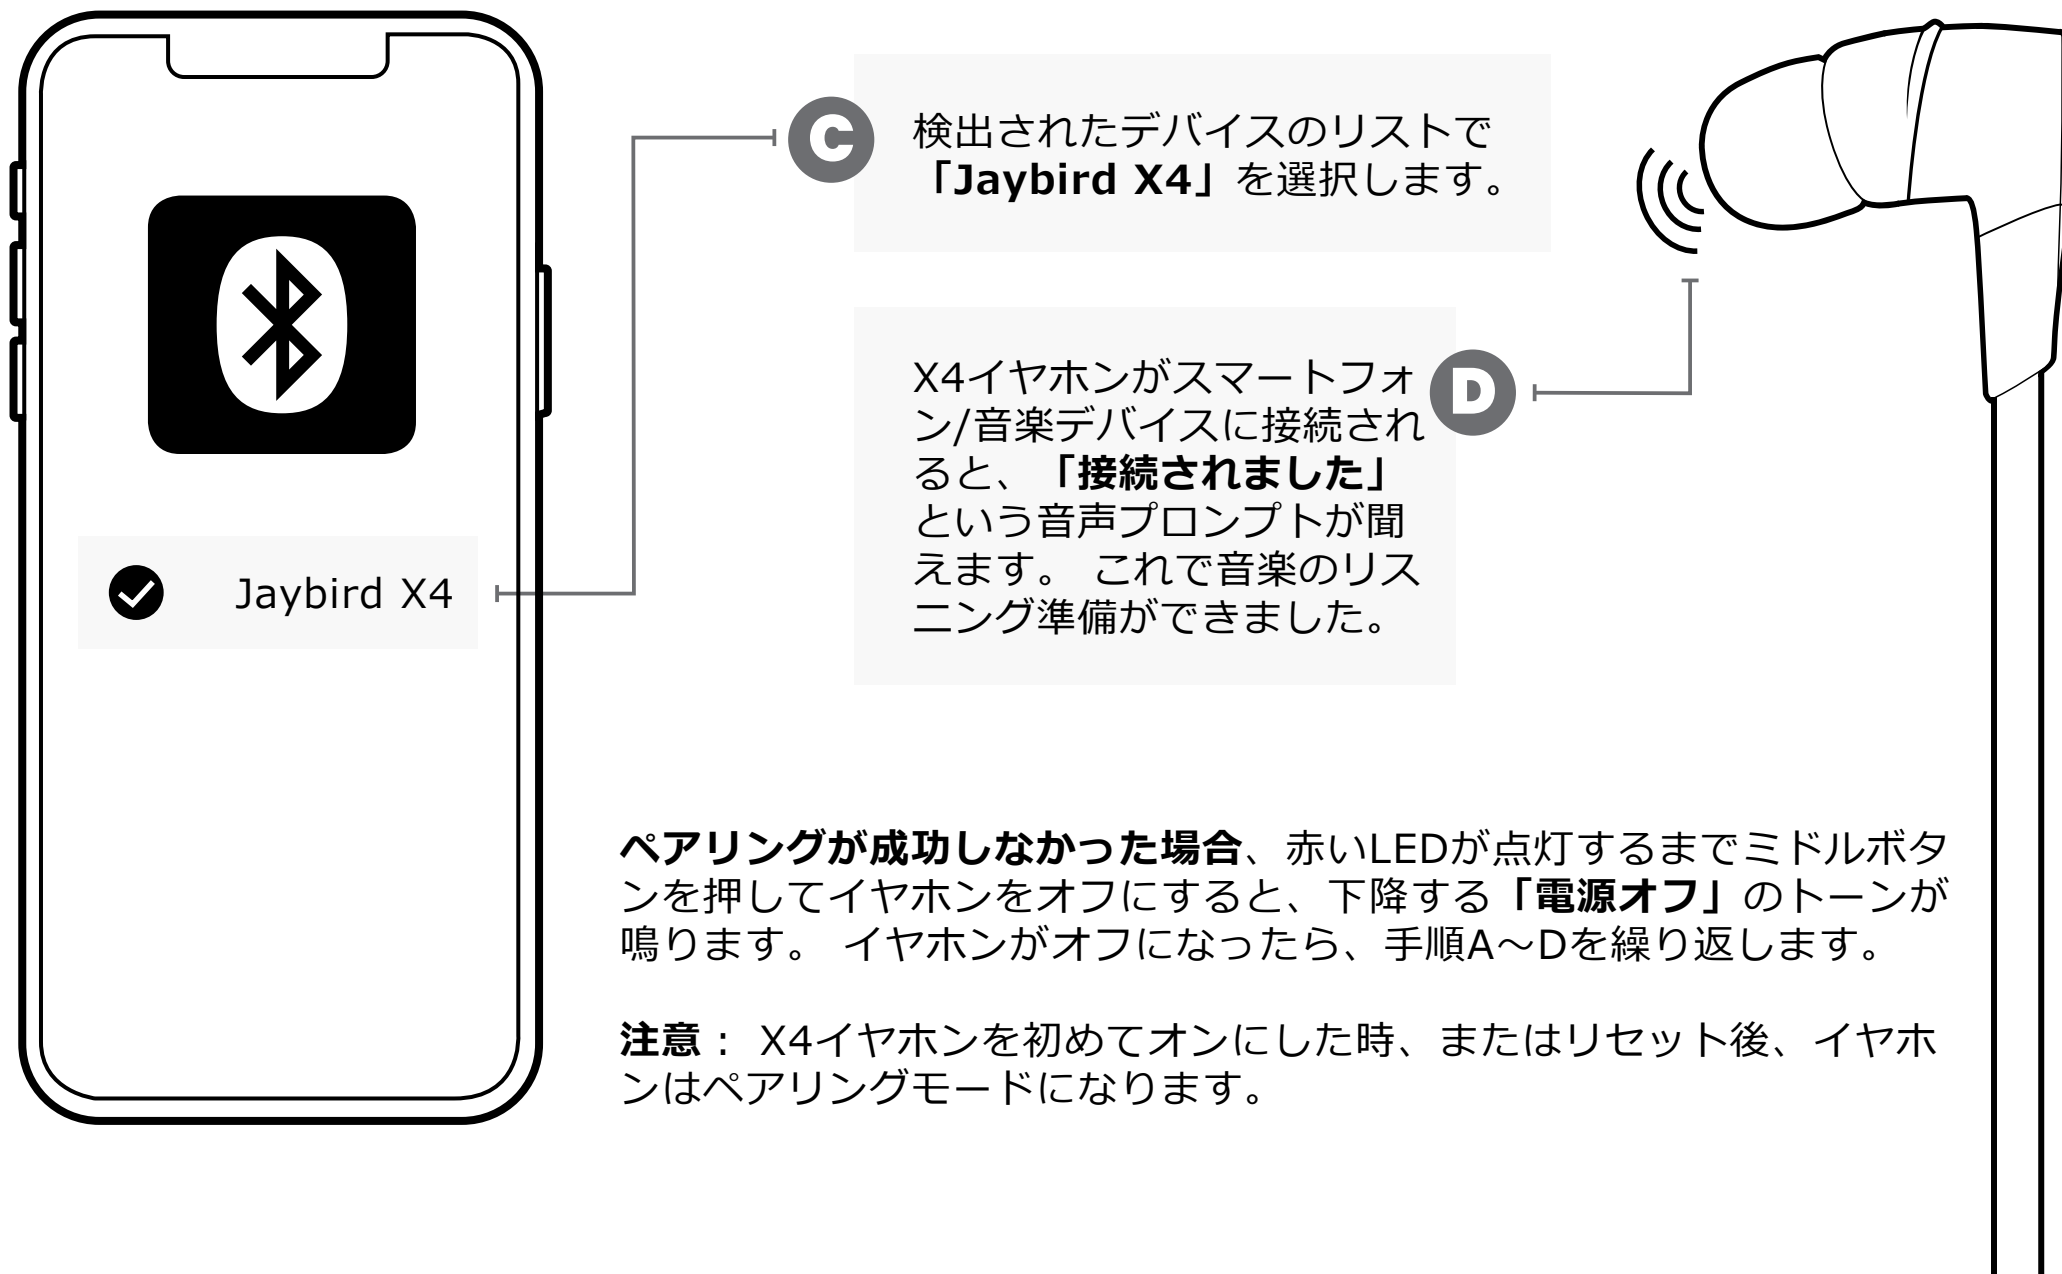 C
検出されたデバイスのリストで
「Jaybird X4」を選択します。
D
X4イヤホンがスマートフォ
ン/音楽デバイスに接続され
ると、「接続されました」
という音声プロンプトが聞
えます。 これで音楽のリス
ニング準備ができました。
Jaybird X4
ペアリングが成功しなかった場合、赤いLEDが点灯するまでミドルボタ
ンを押してイヤホンをオフにすると、下降する「電源オフ」のトーンが
鳴ります。 イヤホンがオフになったら、手順A～Dを繰り返します。
注意： X4イヤホンを初めてオンにした時、またはリセット後、イヤホ
ンはペアリングモードになります。